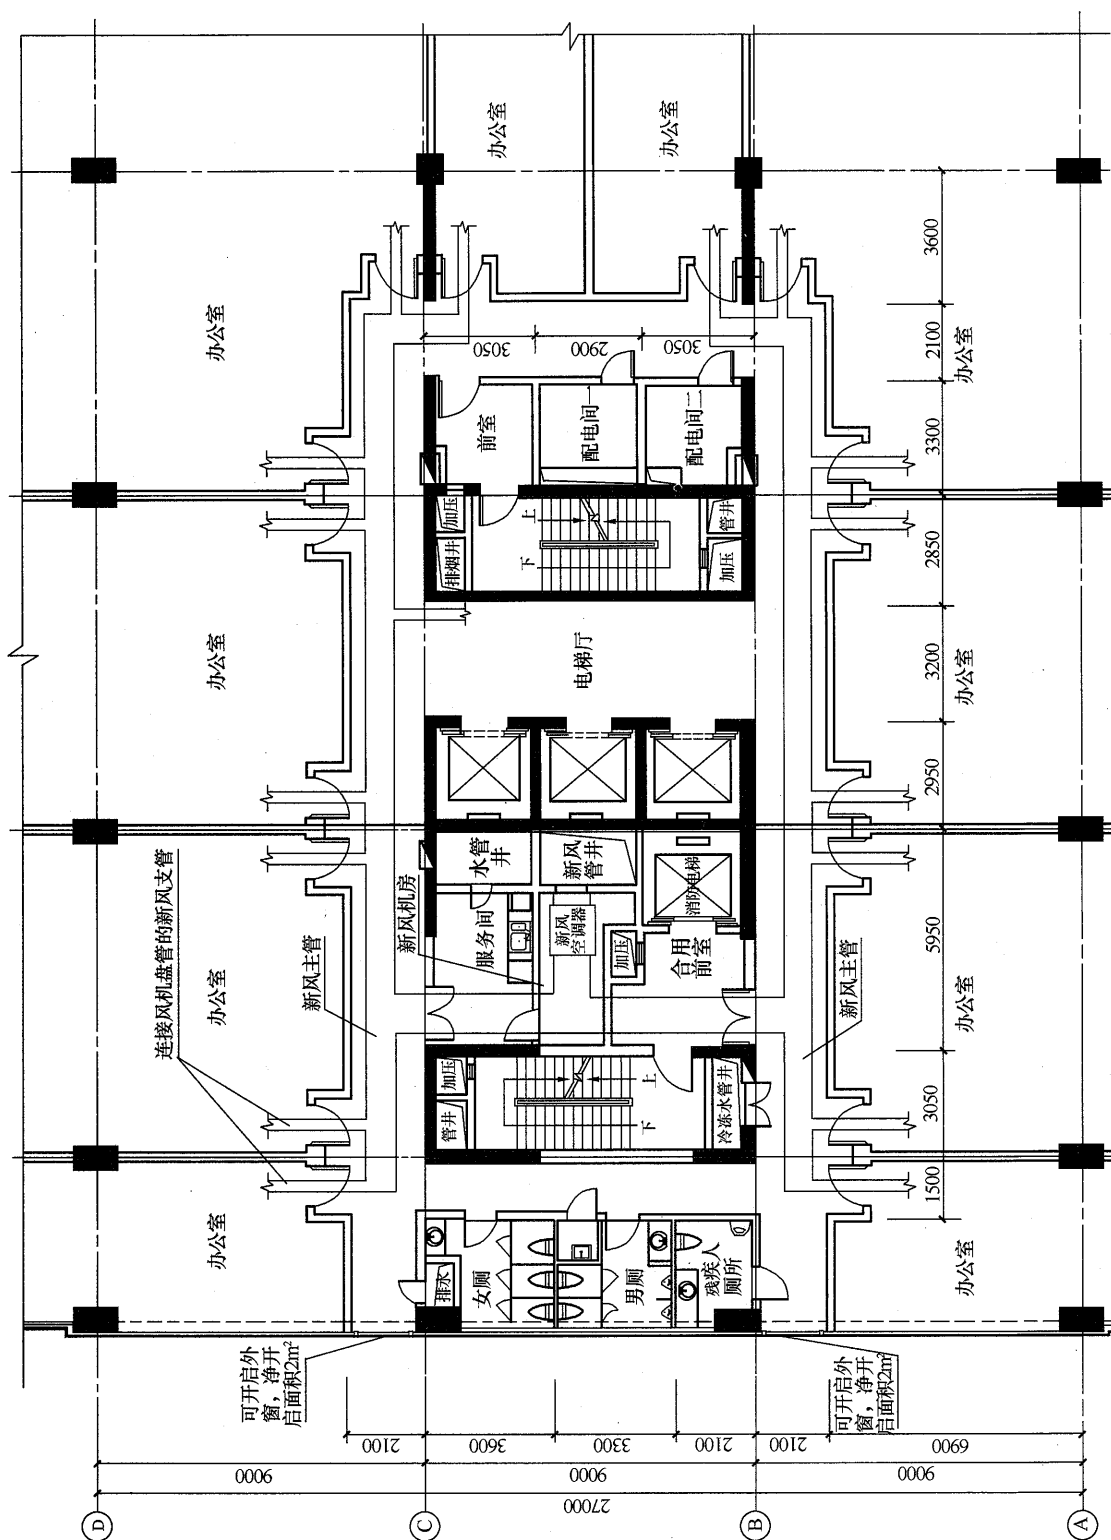 办公室
办公室
办公室
办公室
办公室
办公室
连接风机盘管的新风支管
新风主管
新风机房
可开启外
窗，净开
启面积2m²
排水
女厕
男厕
残疾人
厕所
管井
加压
下
上
冷冻水管井
服务间
水管
井
新风
管井
新风
空调器
加压
合用
前室
消防电梯
电梯厅
排烟井
加压
下
上
加压
管井
前室
配电间一
配电间二
3050
2900
3050
新风主管
可开启外
窗，净开
启面积2m²
办公室
办公室
办公室
办公室
1500
3050
5950
2950
3200
2850
3300
2100
3600
2100
3600
3300
2100
2100
6900
9000
9000
9000
27000
D
C
B
A